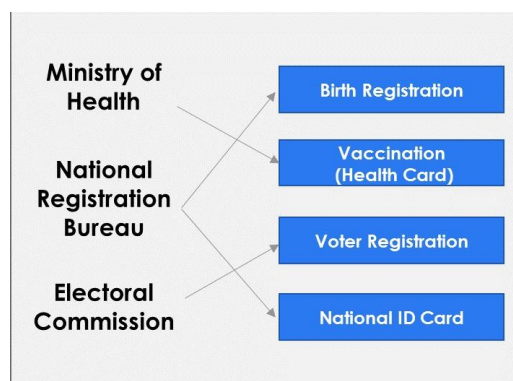 Ministry of
Health
National
Registration
Bureau
Electoral
Commission
Birth Registration
Vaccination
(Health Card)
Voter Registration
National ID Card